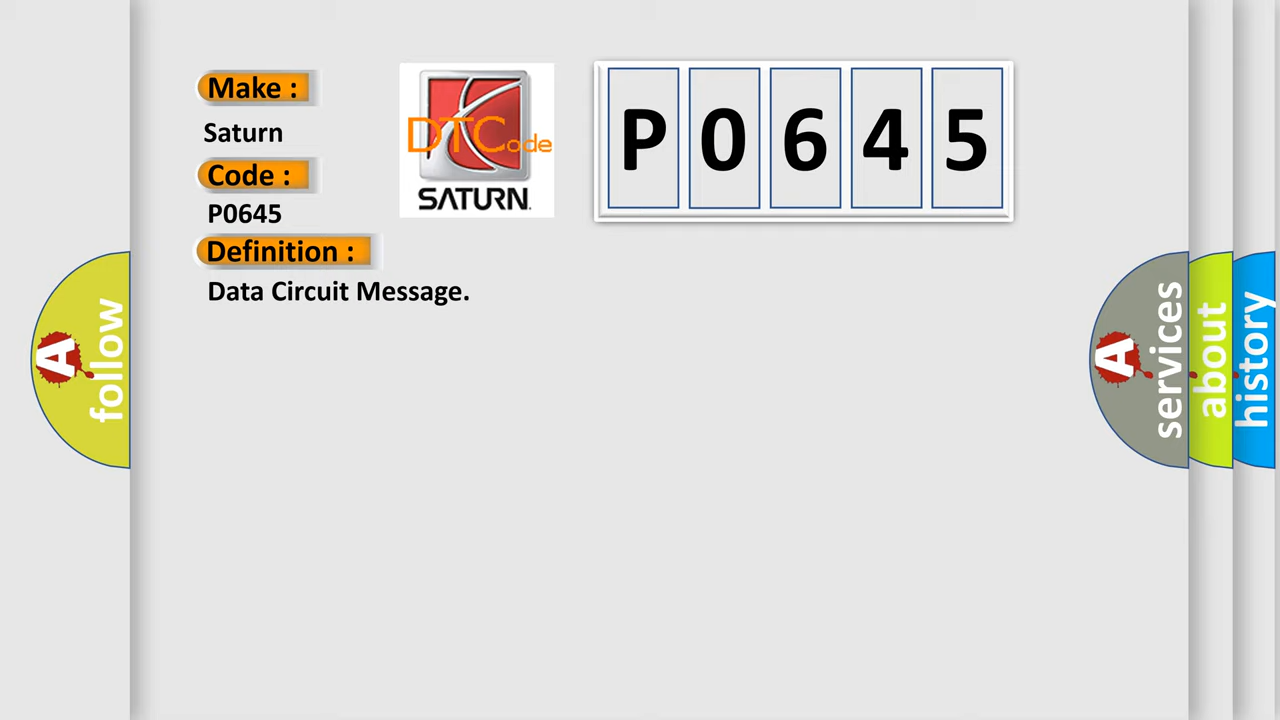 Make :
Saturn
Code :
P0645
Definition :
Data Circuit Message.
DTCode
SATURN
P 0 6 4 5
A follow
A services
about
history